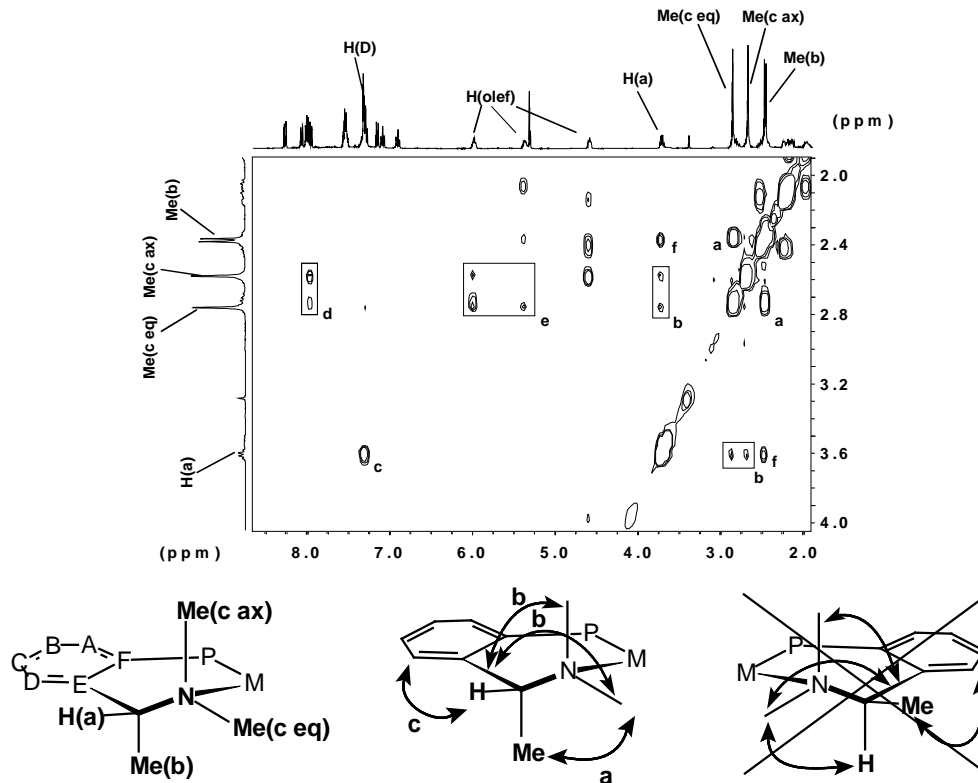 Me(c eq)
Me(c ax)
Me(b)
H(D)
H(a)
H(olef)
(ppm)
Me(b)
Me(c ax)
Me(c eq)
H(a)
2.0
2.4
2.8
3.2
3.6
4.0
f
a
d
e
b
a
c
b
f
(ppm)
8.0 7.0 6.0 5.0 4.0 3.0 2.0
Me(c ax)
B A
C F P
D E M
N
H(a)
Me(c eq)
Me(b)
b
b
P
N M
H
c
Me
a
P
M
N
Me
H